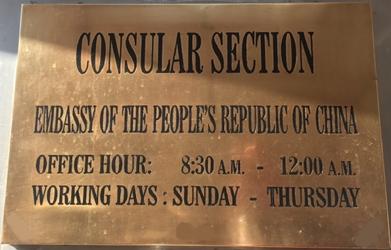 CONSULAR SECTION
EMBASSY OF THE PEOPLE'S REPUBLIC OF CHINA
OFFICE HOUR: 8:30 A.M. - 12:00 A.M.
WORKING DAYS : SUNDAY - THURSDAY